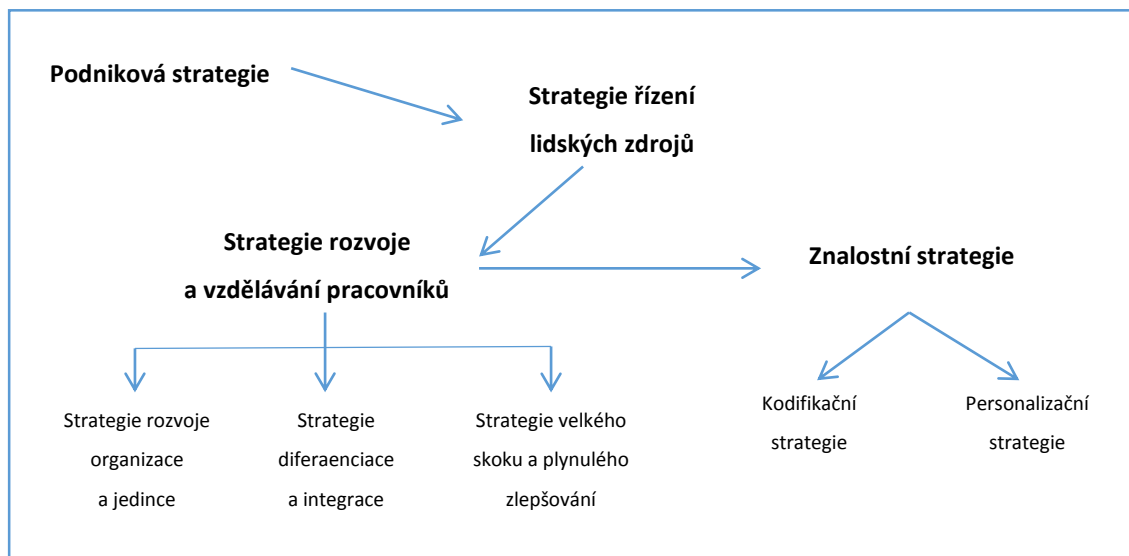 Podniková strategie
Strategie řízení
lidských zdrojů
Strategie rozvoje
a vzdělávání pracovníků
Znalostní strategie
Strategie rozvoje
organizace
a jedince
Strategie
diferaenciace
a integrace
Strategie velkého
skoku a plynulého
zlepšování
Kodifikační
strategie
Personalizační
strategie